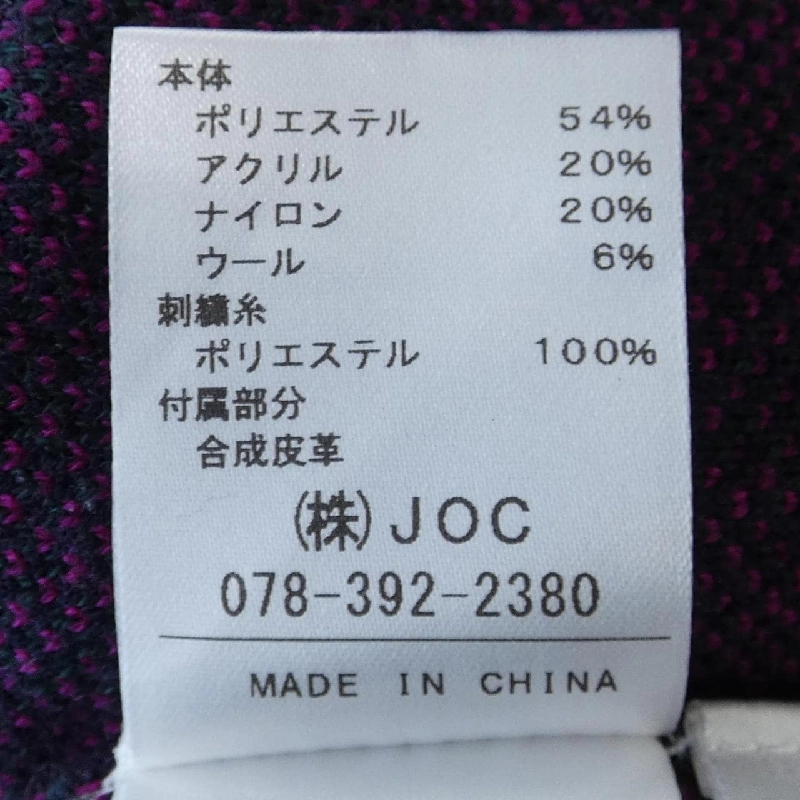 本体
ポリエステル 54%
アクリル 20%
ナイロン 20%
ウール 6%
刺繍糸
ポリエステル 100%
付属部分
合成皮革
(株)JOC
078-392-2380
MADE IN CHINA